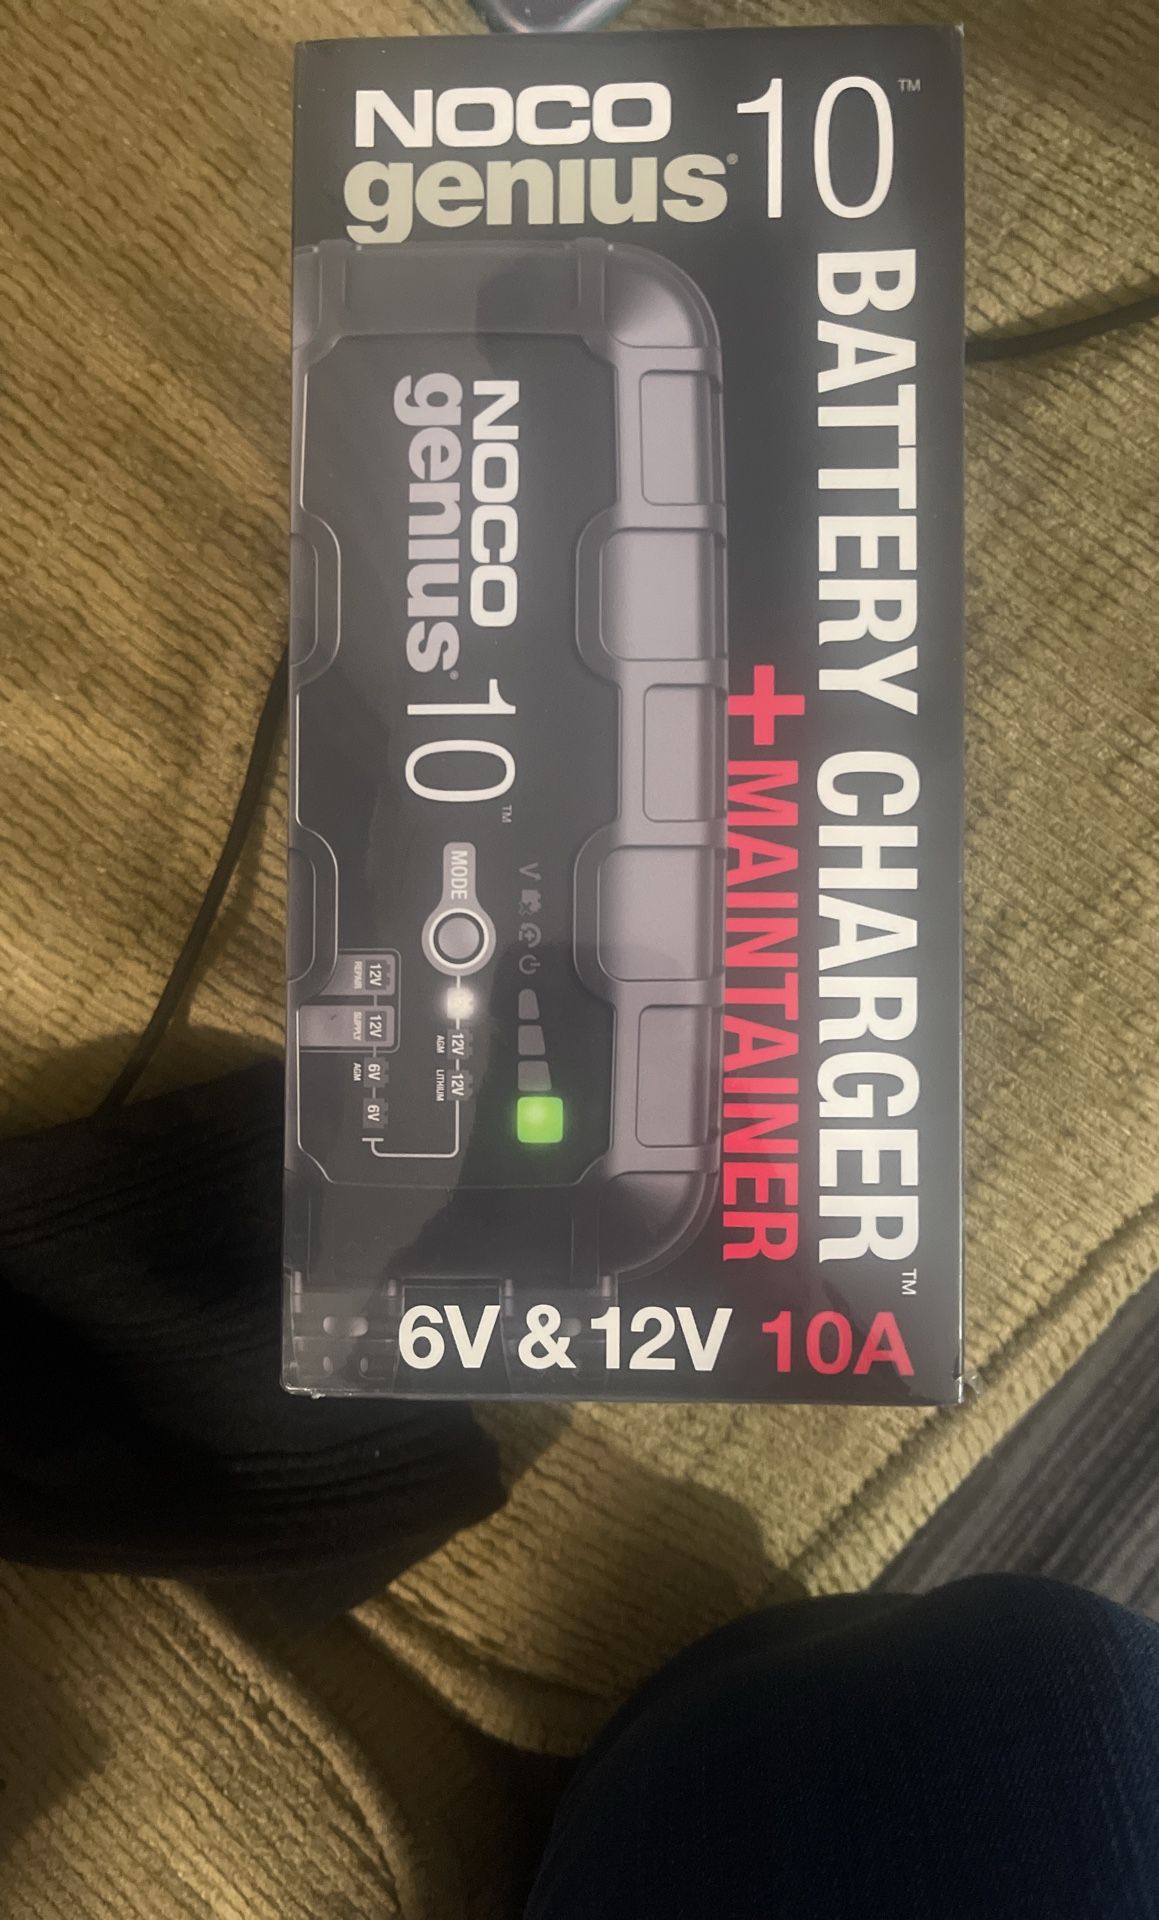 NOCO
genius® 10™
BATTERY CHARGER™
+ MAINTAINER
NOCO
genius® 10™
V
MODE
12V
AGM
12V
LITHIUM
12V
REPAIR
12V
SUPPLY
6V
AGM
6V
6V & 12V 10A